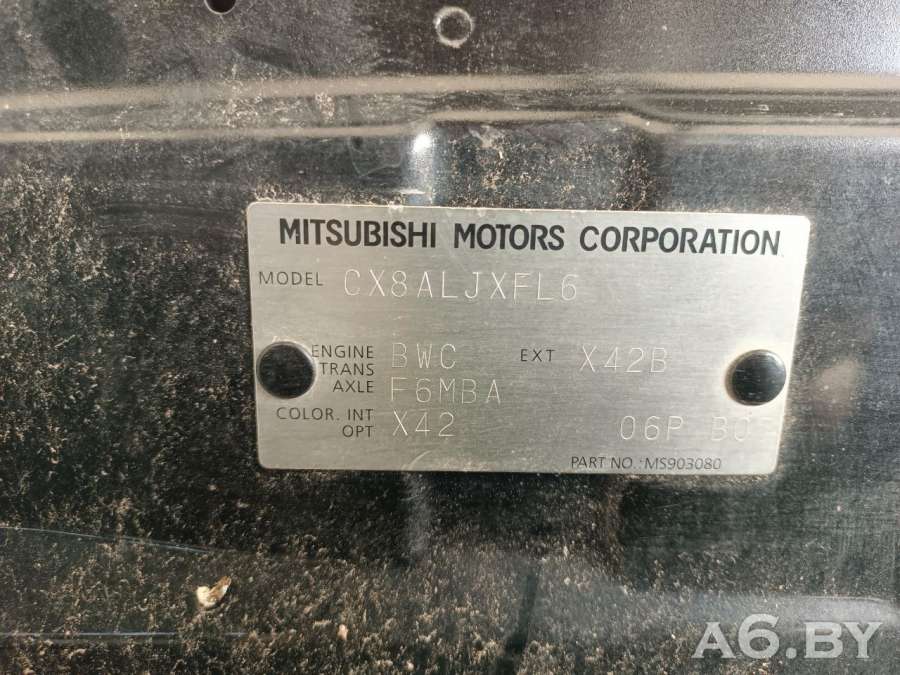 MITSUBISHI MOTORS CORPORATION
MODEL CX8ALJXFL6
ENGINE BWC EXT X42B
TRANS
AXLE F6MBA
COLOR. INT
OPT X42 06P
PART NO.: MS903080
A6.BY